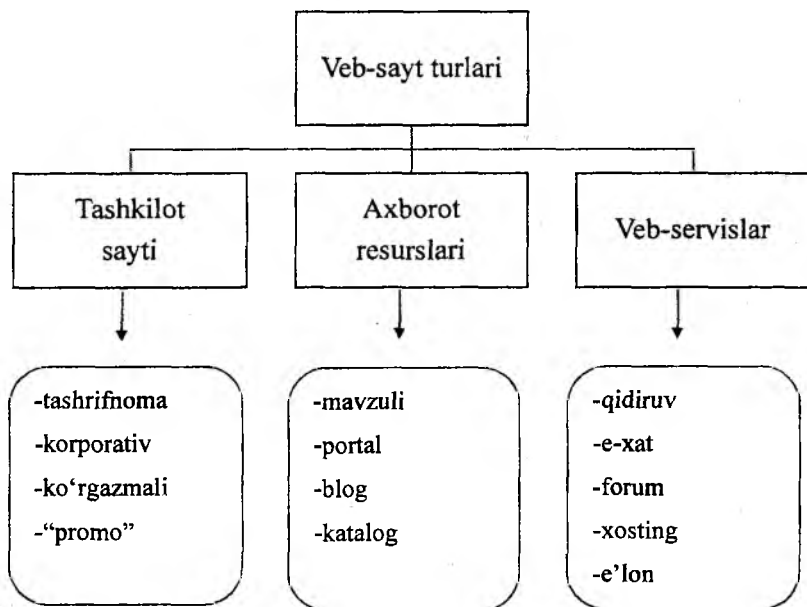 Veb-sayt turlari
Tashkilot
sayti
Axborot
resurslari
Veb-servislar
-tashrifnoma
-korporativ
-ko‘rgazmali
-“promo”
-mavzuli
-portal
-blog
-katalog
-qidiruv
-e-xat
-forum
-xosting
-e’lon